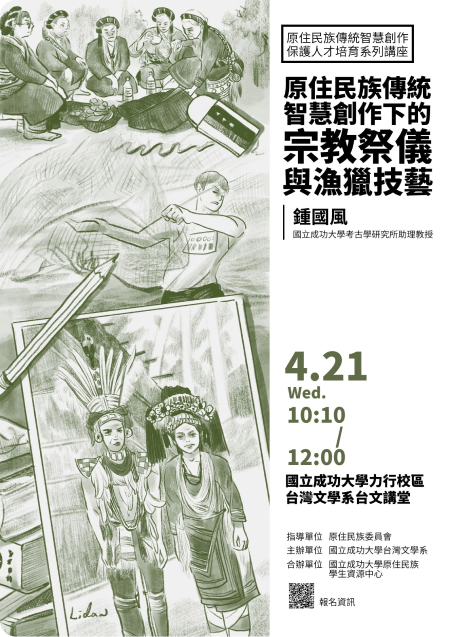 原住民族傳統智慧創作
保護人才培育系列講座
原住民族傳統
智慧創作下的
宗教祭儀
與漁獵技藝
鍾國風
國立成功大學考古學研究所助理教授
4.21
Wed.
10:10
/
12:00
國立成功大學力行校區
台灣文學系台文講堂
指導單位 原住民族委員會
主辦單位 國立成功大學台灣文學系
合辦單位 國立成功大學原住民族
學生資源中心
報名資訊
Lidaw